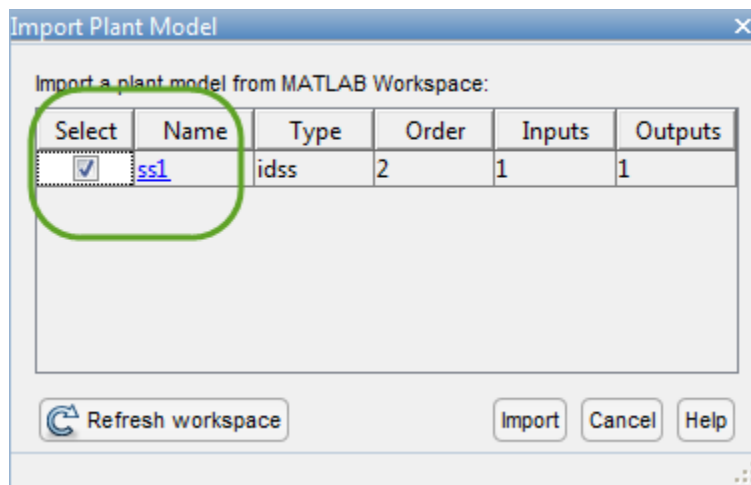 Import Plant Model
Import a plant model from MATLAB Workspace:
Select Name Type Order Inputs Outputs
ss1 idss 2 1 1
Refresh workspace Import Cancel Help